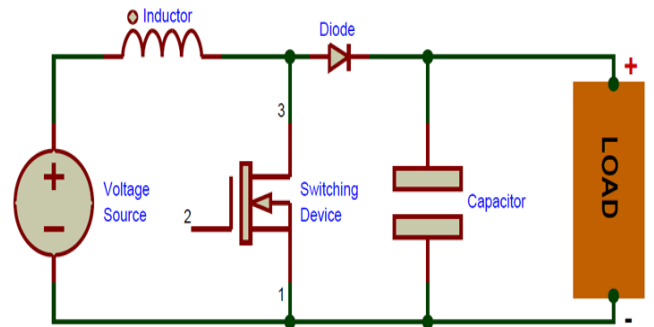 Inductor
Diode
+
3
+
Voltage
Source
-
2
Switching
Device
Capacitor
LOAD
1
-